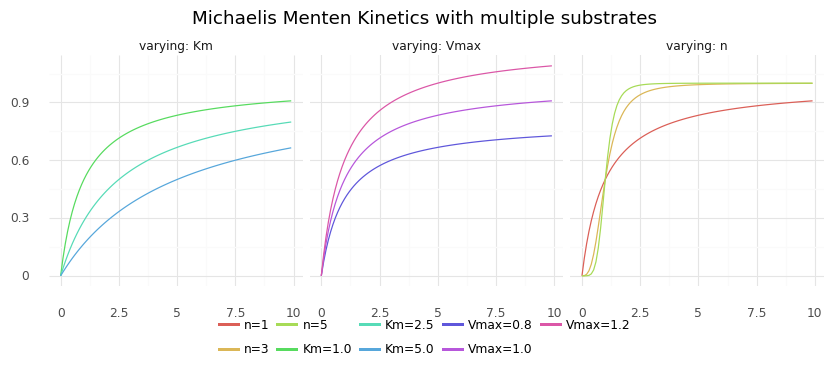 Michaelis Menten Kinetics with multiple substrates
varying: Km varying: Vmax varying: n
0.9
0.6
0.3
0
0 2.5 5 7.5 10 0 2.5 5 7.5 10 0 2.5 5 7.5 10
n=1 n=5 Km=2.5 Vmax=0.8 Vmax=1.2
n=3 Km=1.0 Km=5.0 Vmax=1.0